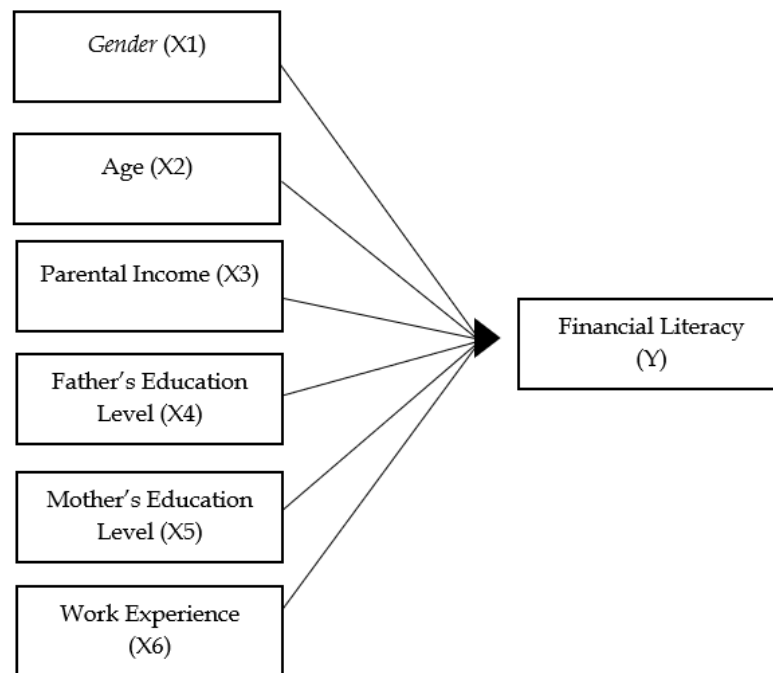 Gender (X1)
Age (X2)
Parental Income (X3)
Father's Education
Level (X4)
Mother's Education
Level (X5)
Work Experience
(X6)
Financial Literacy
(Y)